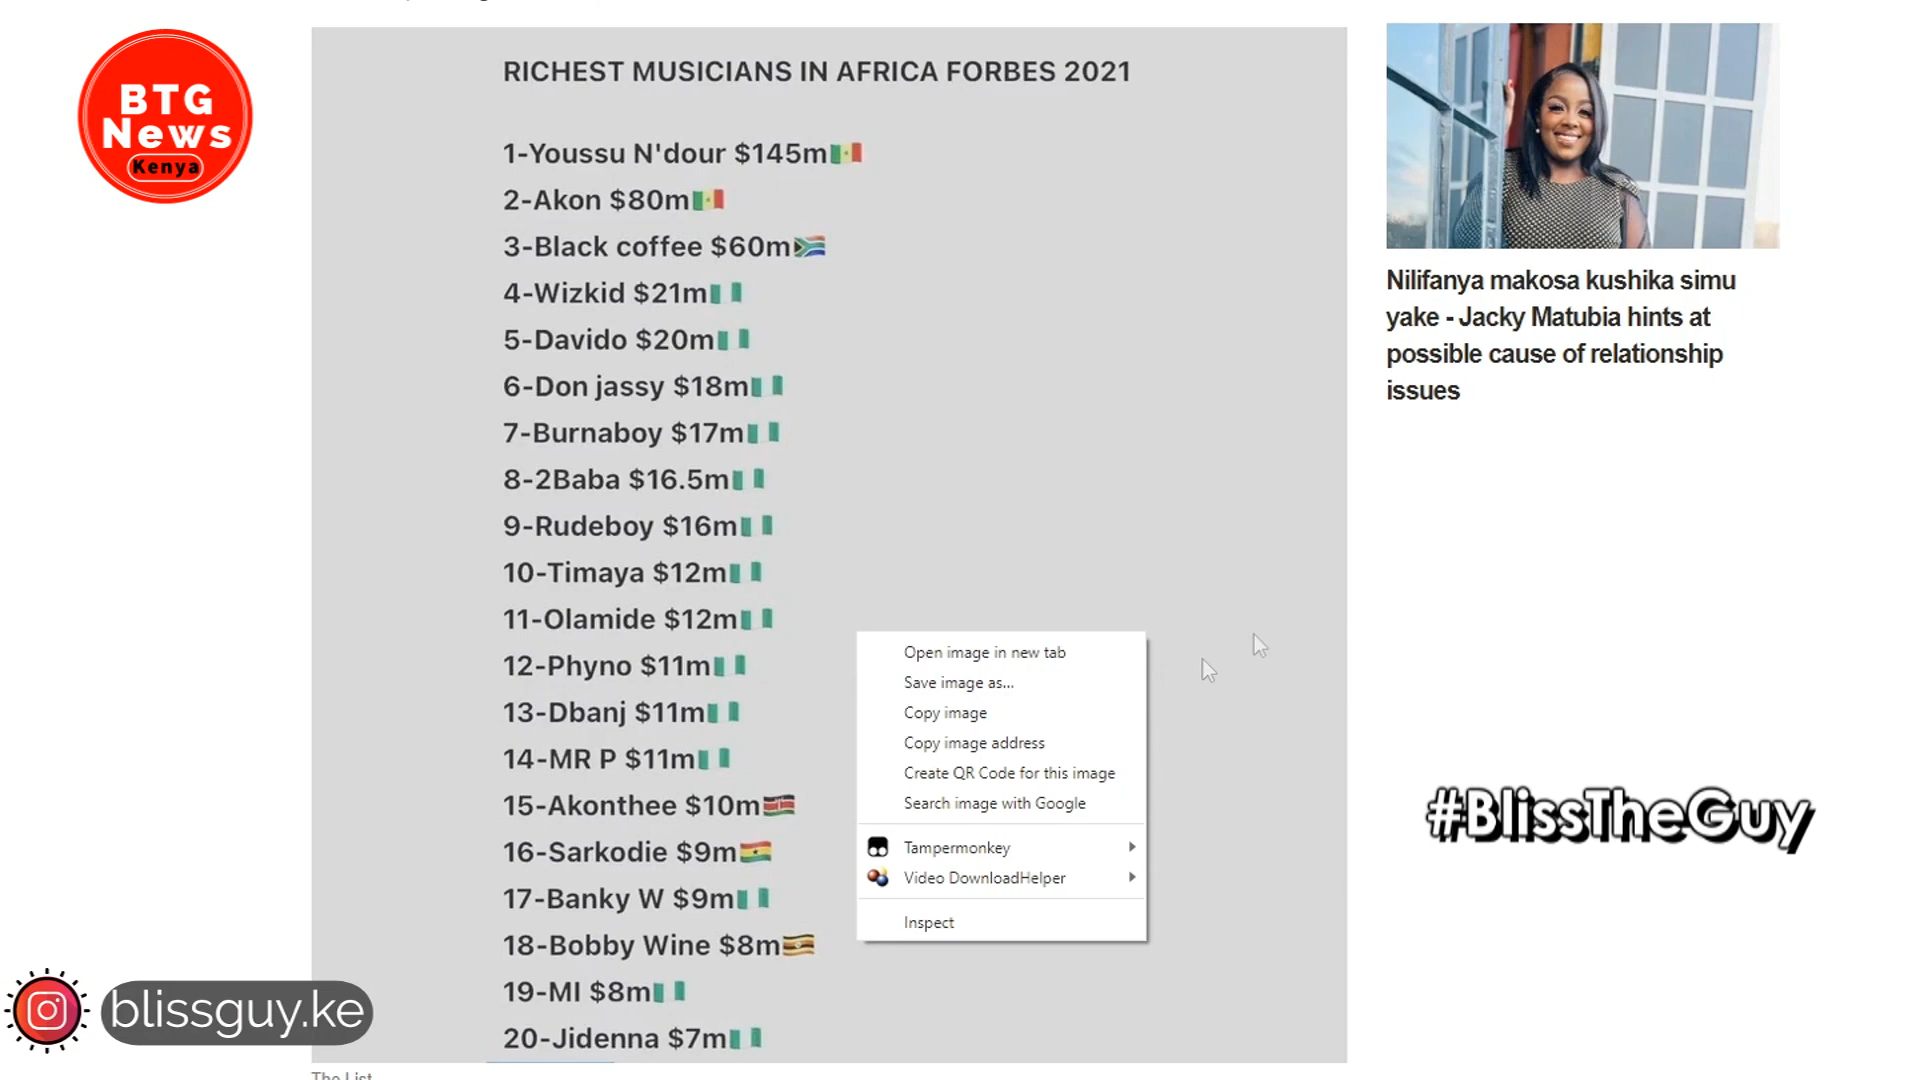 BTG
News
Kenya
RICHEST MUSICIANS IN AFRICA FORBES 2021
1-Youssu N'dour $145m
2-Akon $80m
3-Black coffee $60m
4-Wizkid $21m
5-Davido $20m
6-Don jassy $18m
7-Burnaboy $17m
8-2Baba $16.5m
9-Rudeboy $16m
10-Timaya $12m
11-Olamide $12m
12-Phyno $11m
13-Dbanj $11m
14-MR P $11m
15-Akonthee $10m
16-Sarkodie $9m
17-Banky W $9m
18-Bobby Wine $8m
19-MI $8m
20-Jidenna $7m
The List
Open image in new tab
Save image as...
Copy image
Copy image address
Create QR Code for this image
Search image with Google
Tampermonkey
Video DownloadHelper
Inspect
Nilifanya makosa kushika simu
yake - Jacky Matubia hints at
possible cause of relationship
issues
#BlissTheGuy
blissguy.ke